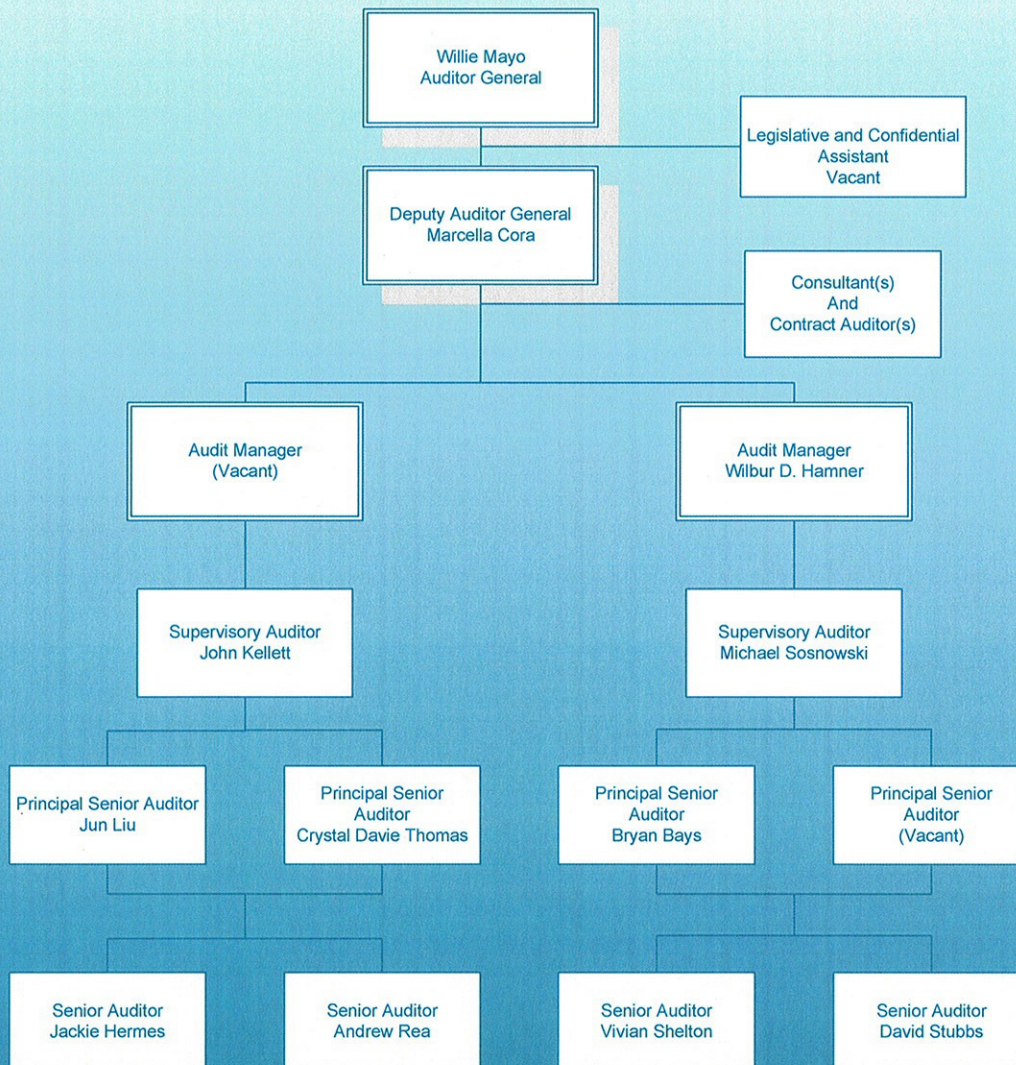 Willie Mayo
Auditor General
Legislative and Confidential
Assistant
Vacant
Deputy Auditor General
Marcella Cora
Consultant(s)
And
Contract Auditor(s)
Audit Manager
(Vacant)
Audit Manager
Wilbur D. Hamner
Supervisory Auditor
John Kellett
Supervisory Auditor
Michael Sosnowski
Principal Senior Auditor
Jun Liu
Principal Senior
Auditor
Crystal Davie Thomas
Principal Senior
Auditor
Bryan Bays
Principal Senior
Auditor
(Vacant)
Senior Auditor
Jackie Hermes
Senior Auditor
Andrew Rea
Senior Auditor
Vivian Shelton
Senior Auditor
David Stubbs